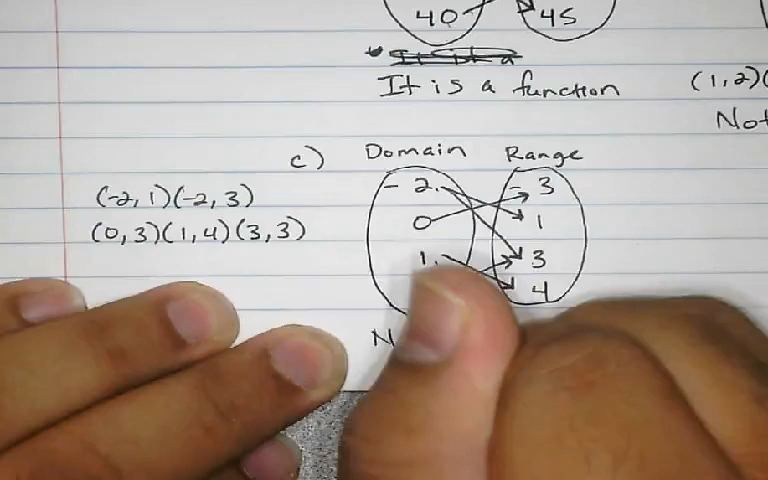 40 45
It is a function
(1,2)(
Not
c) Domain Range
(-2, 1)(-2, 3)
(0, 3)(1, 4)(3, 3)
-2 -3
0 1
1 3
4
N